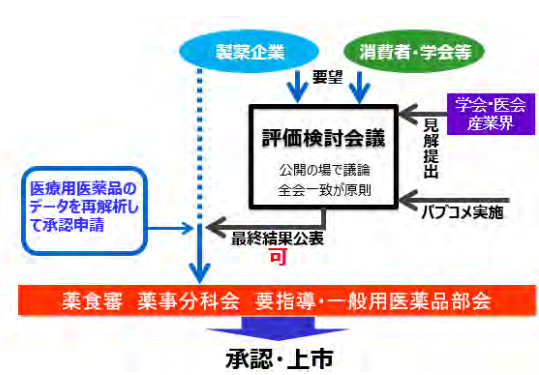 製薬企業
消費者・学会等
要望
学会・医会
産業界
見解提出
評価検討会議
公開の場で議論
全会一致が原則
パブコメ実施
医療用医薬品の
データを再解析し
て承認申請
最終結果公表
可
薬食審 薬事分科会 要指導・一般用医薬品部会
承認・上市